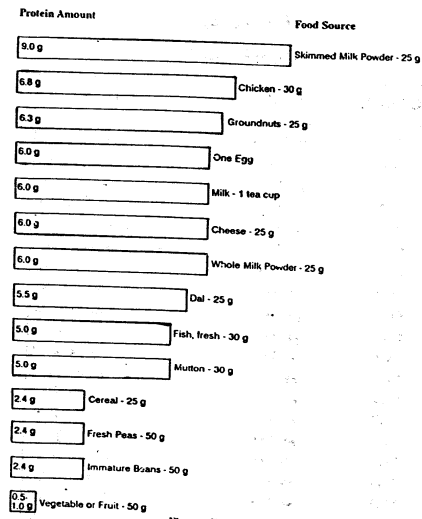 Protein Amount Food Source
9.0 g Skimmed Milk Powder - 25 g
6.8 g Chicken - 30 g
6.3 g Groundnuts - 25 g
6.0 g One Egg
6.0 g Milk - 1 tea cup
6.0 g Cheese - 25 g
6.0 g Whole Milk Powder - 25 g
5.5 g Dal - 25 g
5.0 g Fish, fresh - 30 g
5.0 g Mutton - 30 g
2.4 g Cereal - 25 g
2.4 g Fresh Peas - 50 g
2.4 g Immature Beans - 50 g
0.5-
1.0 g Vegetable or Fruit - 50 g